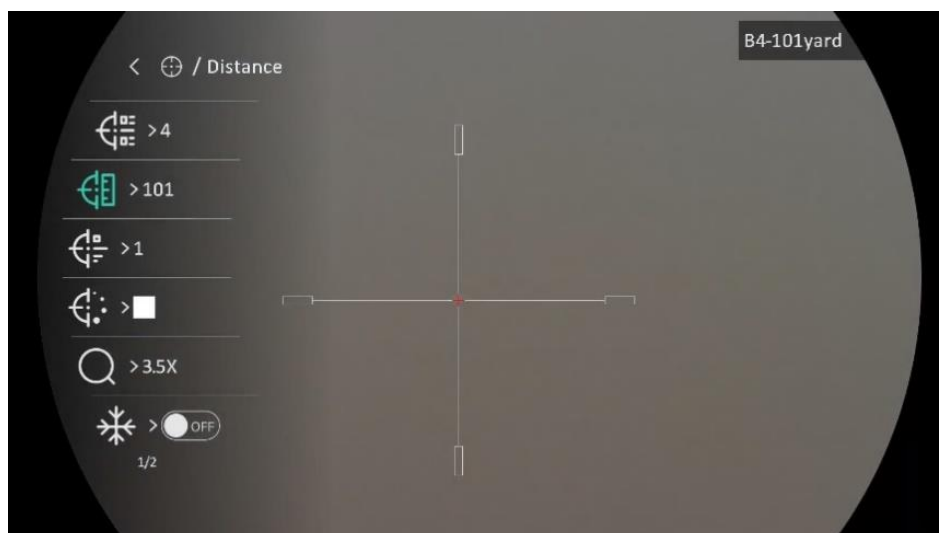 B4-101yard
< / Distance
>4
>101
>1
>
>3.5X
> OFF
1/2